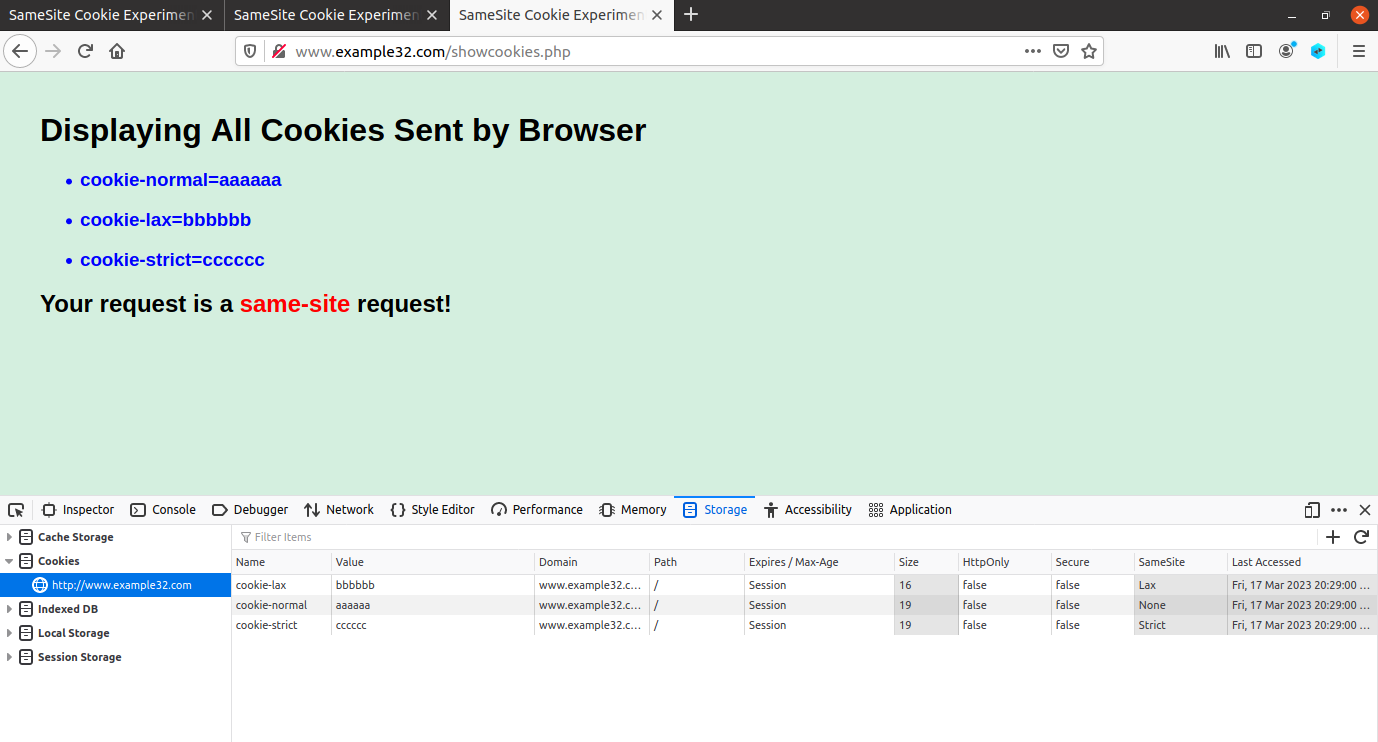 SameSite Cookie Experimen SameSite Cookie Experimen SameSite Cookie Experimen
www.example32.com/showcookies.php
Displaying All Cookies Sent by Browser
• cookie-normal=aaaaaa
• cookie-lax=bbbbbb
• cookie-strict=cccccc
Your request is a same-site request!
Inspector Console Debugger Network Style Editor Performance Memory Storage Accessibility Application
Cache Storage
Cookies
http://www.example32.com
Indexed DB
Local Storage
Session Storage
Filter Items
Name Value Domain Path Expires / Max-Age Size HttpOnly Secure SameSite Last Accessed
cookie-lax bbbbbb www.example32.c... / Session 16 false false Lax Fri, 17 Mar 2023 20:29:00 ...
cookie-normal aaaaaa www.example32.c... / Session 19 false false None Fri, 17 Mar 2023 20:29:00 ...
cookie-strict cccccc www.example32.c... / Session 19 false false Strict Fri, 17 Mar 2023 20:29:00 ...